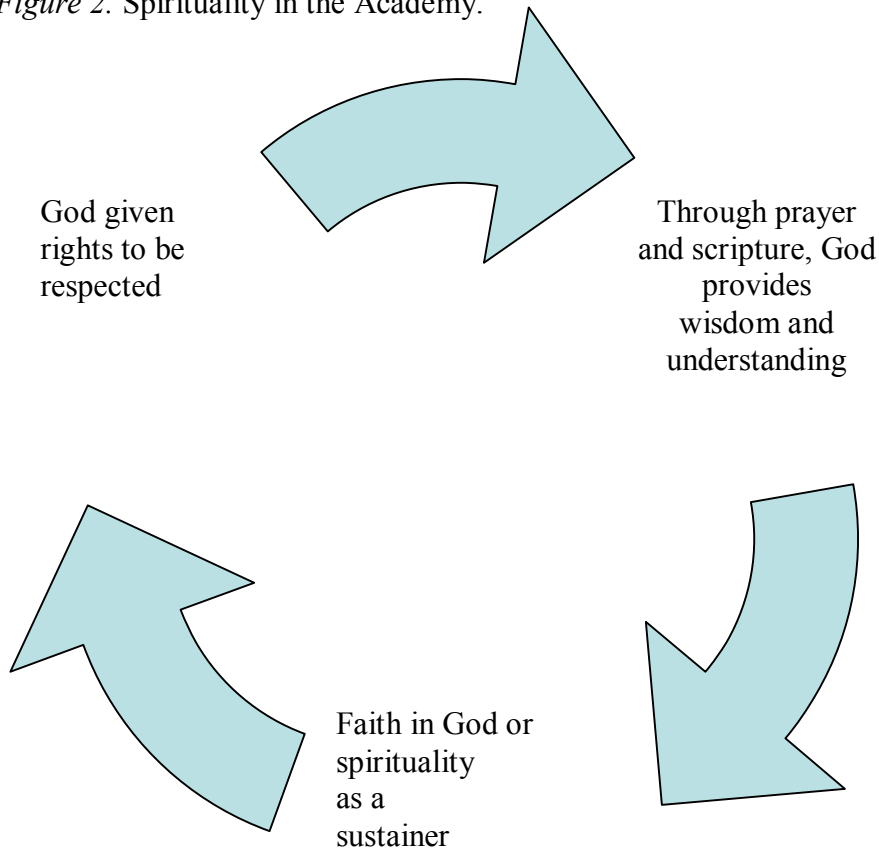 Figure 2. Spirituality in the Academy.
God given
rights to be
respected
Through prayer
and scripture, God
provides
wisdom and
understanding
Faith in God or
spirituality
as a
sustainer